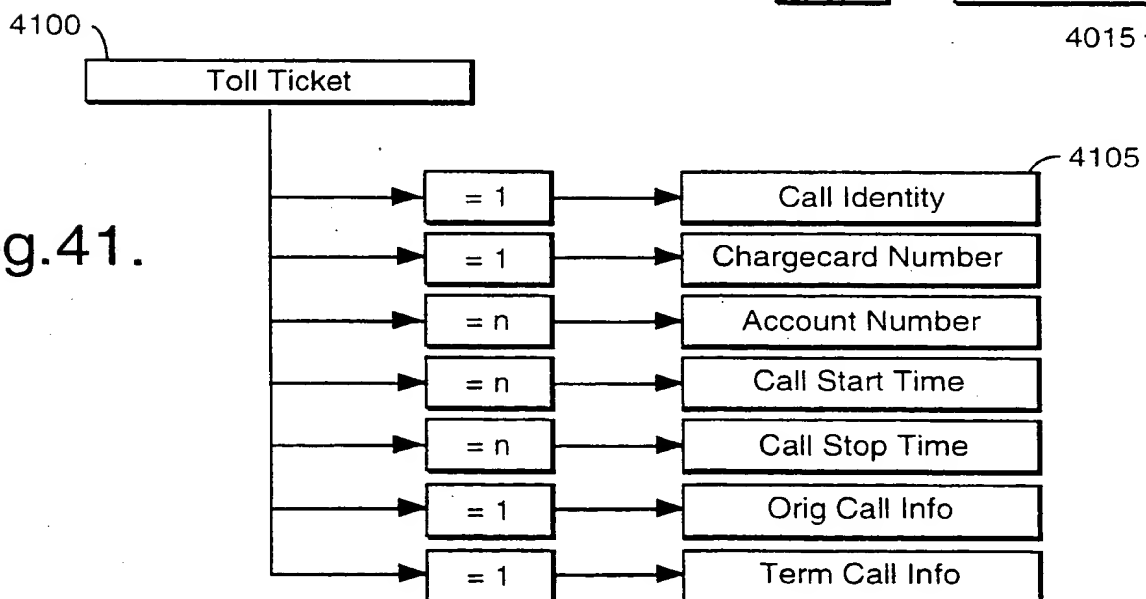 4100
4015
Toll Ticket
4105
= 1 Call Identity
g.41.
= 1 Chargecard Number
= n Account Number
= n Call Start Time
= n Call Stop Time
= 1 Orig Call Info
= 1 Term Call Info